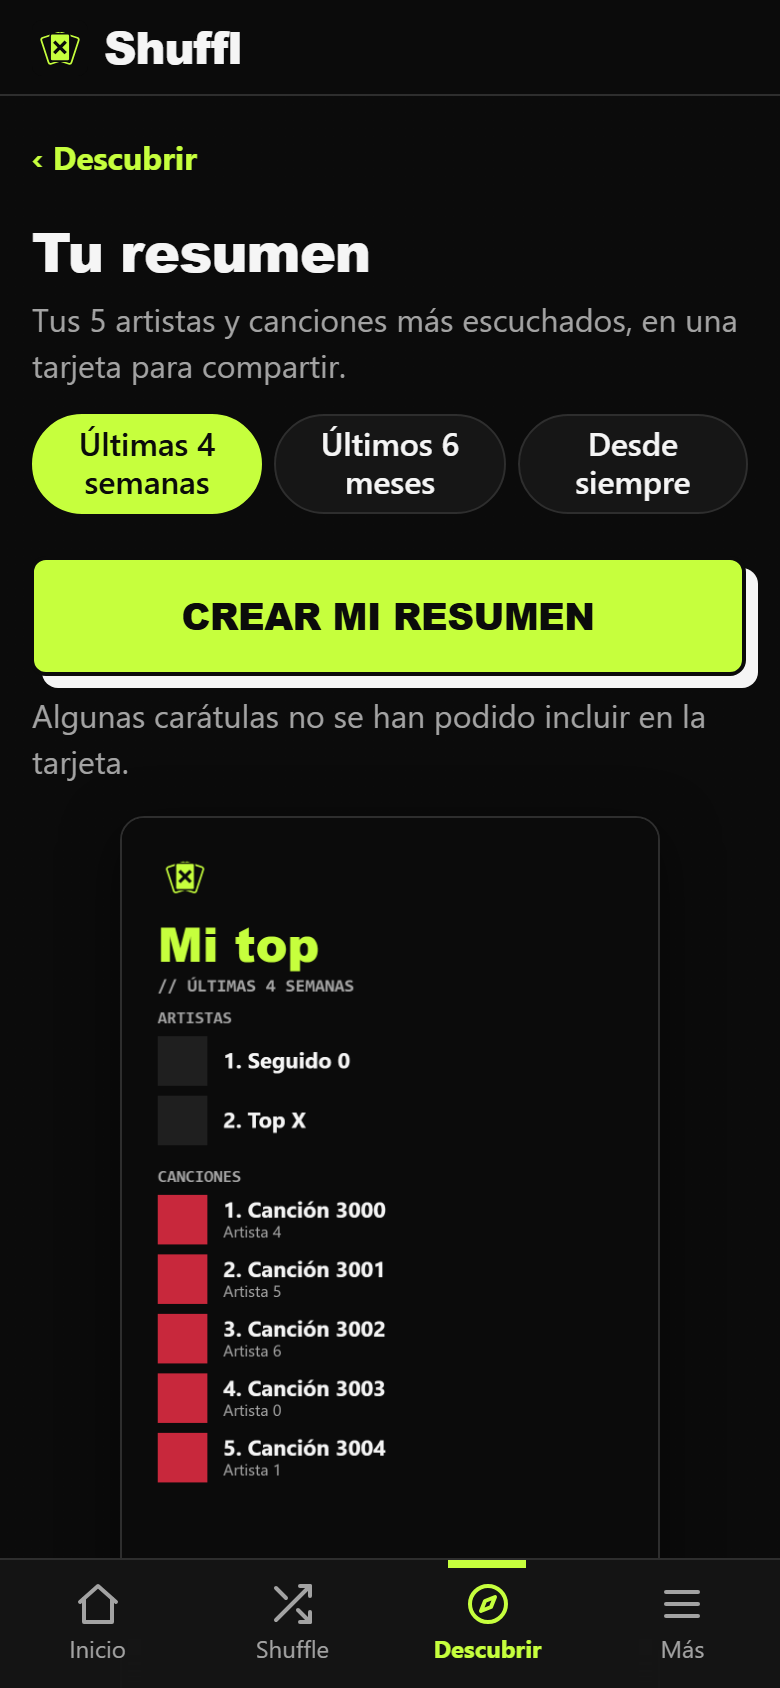 Shuffl
‹ Descubrir
Tu resumen
Tus 5 artistas y canciones más escuchados, en una
tarjeta para compartir.
Últimas 4
semanas
Últimos 6
meses
Desde
siempre
CREAR MI RESUMEN
Algunas carátulas no se han podido incluir en la
tarjeta.
Mi top
// ÚLTIMAS 4 SEMANAS
ARTISTAS
1. Seguido 0
2. Top X
CANCIONES
1. Canción 3000
Artista 4
2. Canción 3001
Artista 5
3. Canción 3002
Artista 6
4. Canción 3003
Artista 0
5. Canción 3004
Artista 1
Inicio
Shuffle
Descubrir
Más